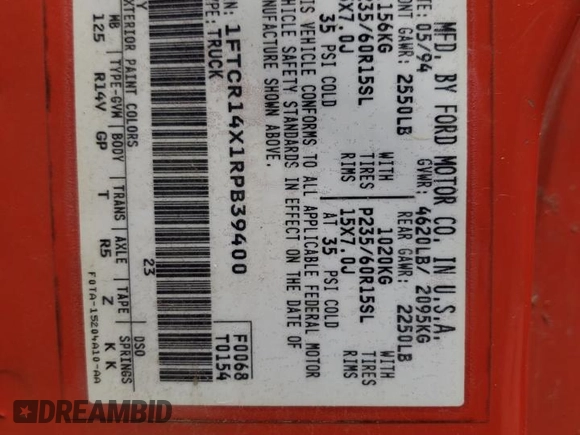 MFD. BY FORD MOTOR CO. IN U.S.A.
DATE: 05/94 GVWR: 4620LB/ 2095KG
FRONT GAWR: 2550LB REAR GAWR: 2250LB
1156KG WITH 1020KG WITH
P235/60R15SL TIRES P235/60R15SL
15X7.0J RIMS 15X7.0J
35 PSI COLD AT 35 PSI COLD
THIS VEHICLE CONFORMS TO ALL APPLICABLE FEDERAL MOTOR
VEHICLE SAFETY STANDARDS IN EFFECT ON THE DATE OF
MANUFACTURE SHOWN ABOVE.
1FTCR14X1RPB39400 F0068
TYPE: TRUCK T0154
EXTERIOR PAINT COLORS 23 DSO
MB TYPE-GVW BODY TRANS AXLE TAPE SPRINGS
125 R14V GP T R5 Z K K
F0TA-15204A10-AA
DREAMBID